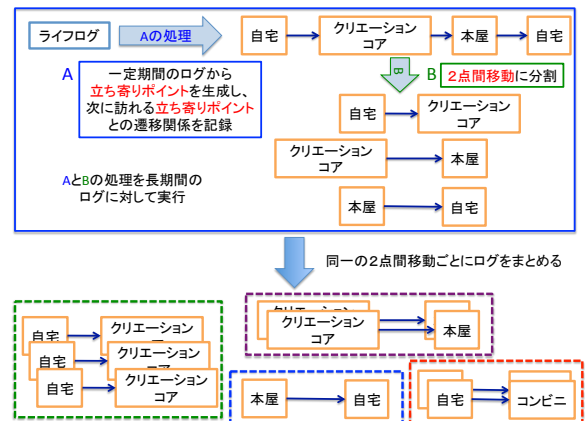 ライフログ
Aの処理
自宅
クリエーション
コア
本屋
自宅
A
一定期間のログから
立ち寄りポイントを生成し、
次に訪れる立ち寄りポイント
との遷移関係を記録
B
B
2点間移動に分割
自宅
クリエーション
コア
クリエーション
コア
本屋
本屋
自宅
AとBの処理を長期間の
ログに対して実行
同一の2点間移動ごとにログをまとめる
自宅
クリエーション
自宅
クリエーション
自宅
クリエーション
コア
クリエーション
クリエーション
コア
本屋
本屋
自宅
自宅
コンビニ